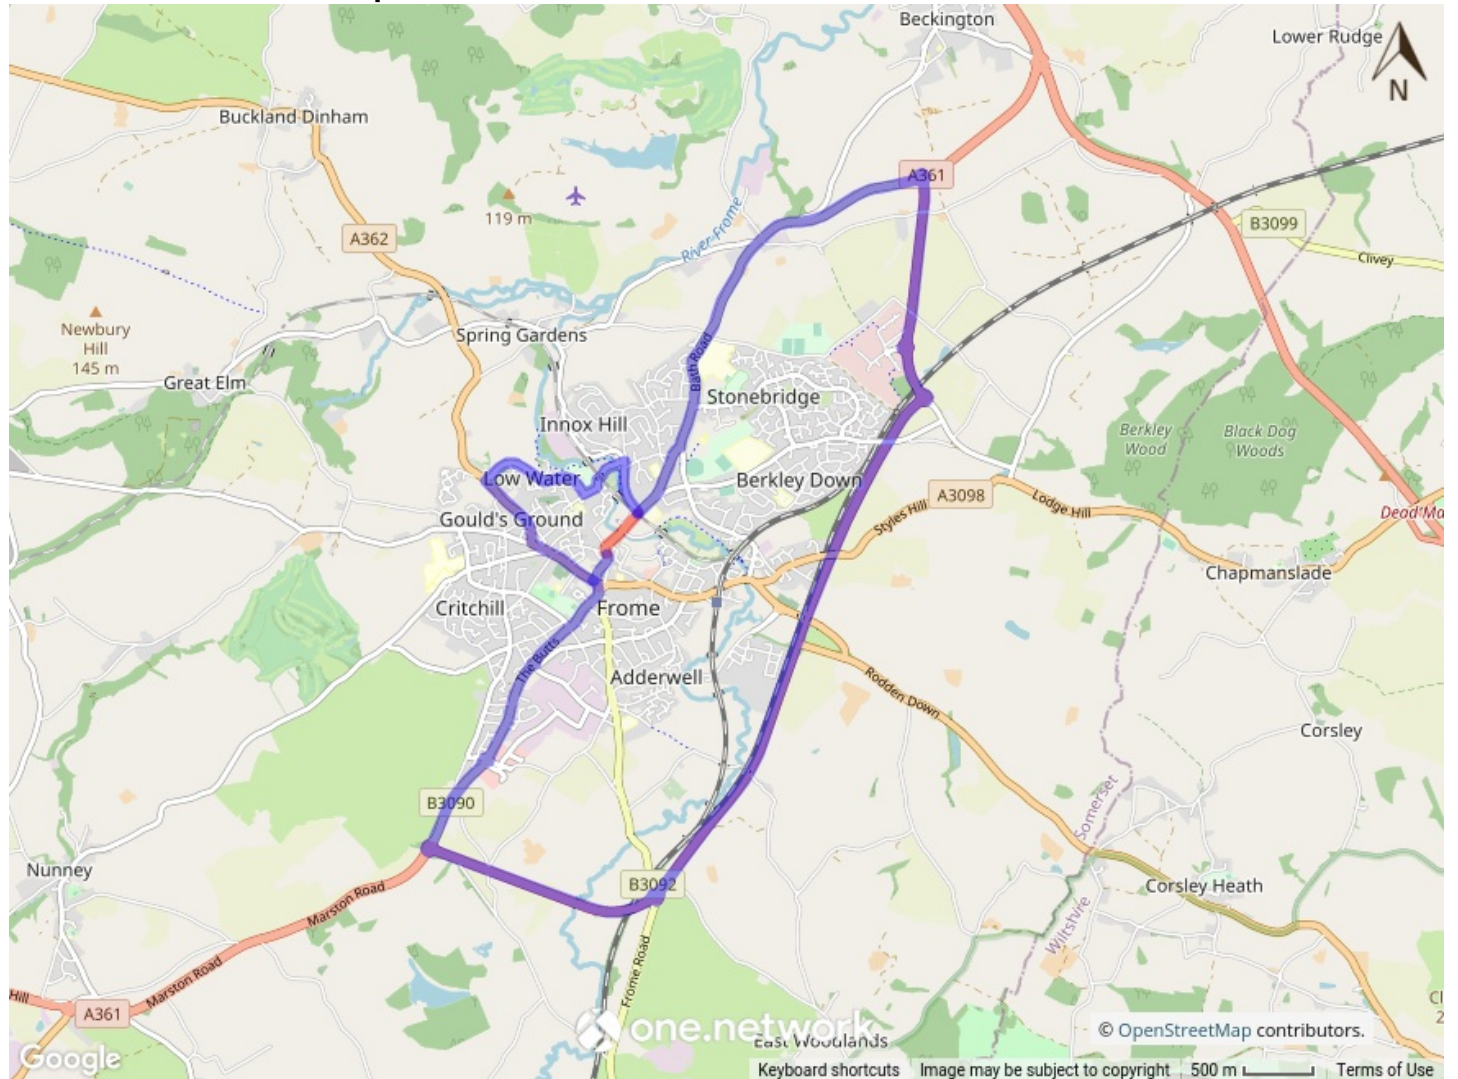 Beckington
Lower Rudge
N
Buckland Dinham
A361
119 m
River Frome
A362
B3099
Clivey
Newbury
Hill
145 m
Spring Gardens
Great Elm
Bath Road
Stonebridge
Innox Hill
Berkley
Wood
Black Dog
Woods
Low Water
Berkley Down
A3098
Lodge Hill
Styles Hill
Gould's Ground
Chapmanslade
Critchill
Frome
The Butts
Adderwell
Rodden Down
Corsley
Somerset
B3090
Nunney
B3092
Marston Road
Corsley Heath
Wiltshire
Frome Road
Marston Road
Hill
A361
one.network
East Woodlands
© OpenStreetMap contributors.
Google
Keyboard shortcuts
Image may be subject to copyright
500 m
Terms of Use